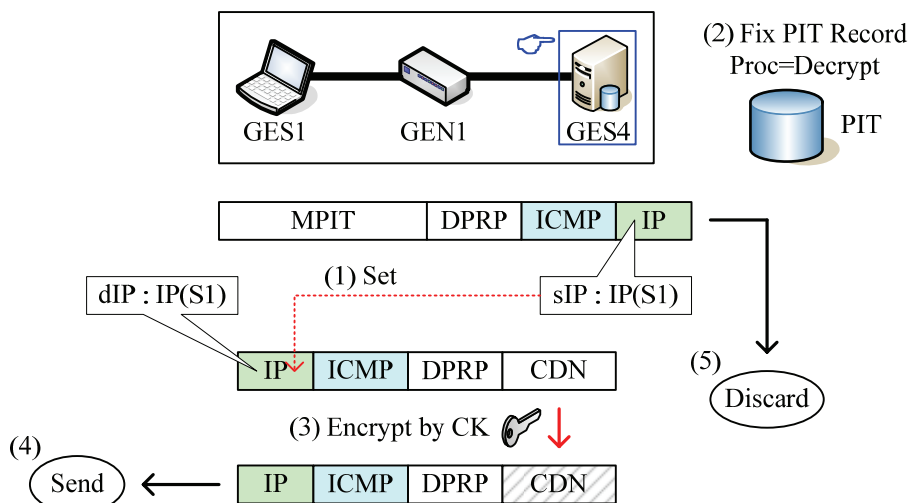 GES1
GEN1
GES4
(2) Fix PIT Record
Proc=Decrypt
PIT
MPIT DPRP ICMP IP
(1) Set
dIP : IP(S1)
sIP : IP(S1)
IP ICMP DPRP CDN
(5)
Discard
(3) Encrypt by CK
(4)
Send
IP ICMP DPRP CDN